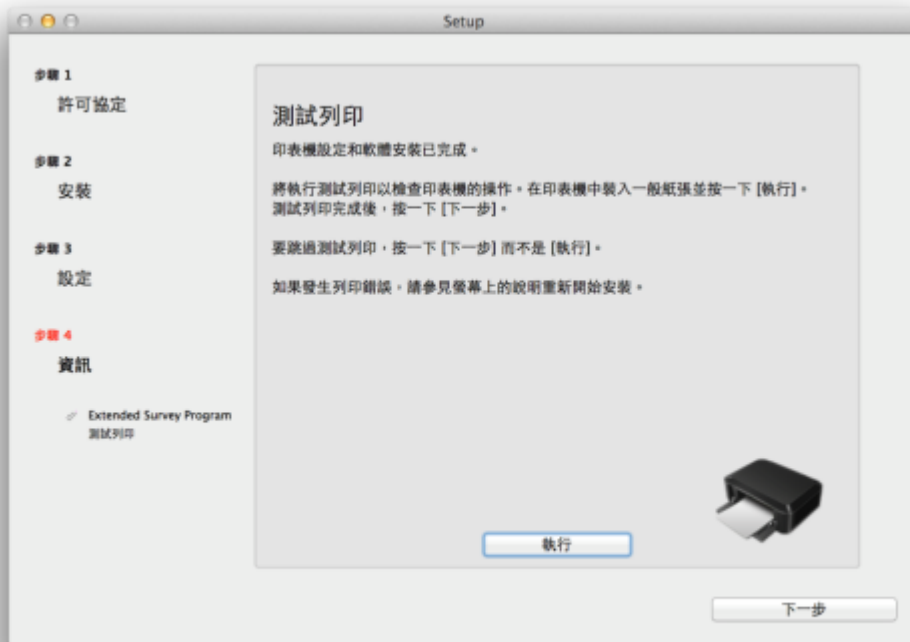 Setup
步驟 1
許可協定
步驟 2
安裝
步驟 3
設定
步驟 4
資訊
Extended Survey Program
測試列印
測試列印
印表機設定和軟體安裝已完成。
將執行測試列印以檢查印表機的操作。在印表機中裝入一般紙張並按一下 [執行]。
測試列印完成後，按一下 [下一步]。
要跳過測試列印，按一下 [下一步] 而不是 [執行]。
如果發生列印錯誤，請參見螢幕上的說明重新開始安裝。
執行
下一步